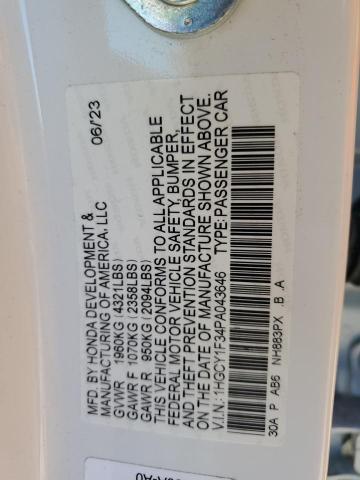 MFD. BY HONDA DEVELOPMENT & 06/'23
MANUFACTURING OF AMERICA, LLC
GVWR 1960KG (4321LBS)
GAWR F 1070KG (2358LBS)
GAWR R 950KG (2094LBS)
THIS VEHICLE CONFORMS TO ALL APPLICABLE
FEDERAL MOTOR VEHICLE SAFETY, BUMPER,
AND THEFT PREVENTION STANDARDS IN EFFECT
ON THE DATE OF MANUFACTURE SHOWN ABOVE.
V.I.N.: 1HGCY1F34PA043646 TYPE: PASSENGER CAR
30A P AB6 NH883PX .B .A